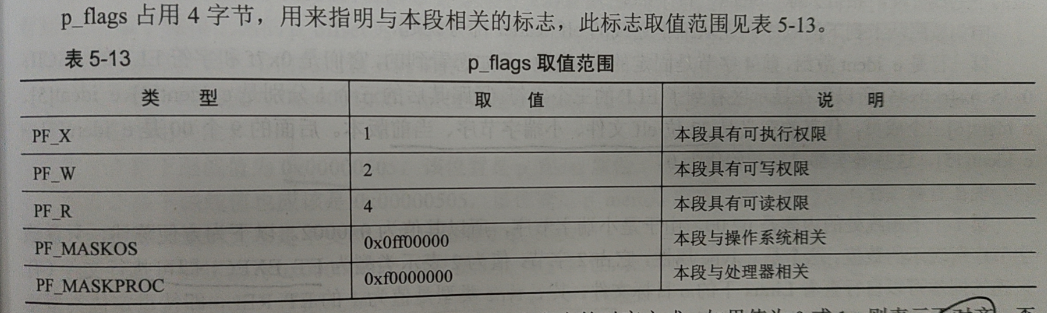 p_flags 占用 4 字节，用来指明与本段相关的标志，此标志取值范围见表 5-13。
表 5-13 p_flags 取值范围
类 型 取 值 说 明
PF_X 1 本段具有可执行权限
PF_W 2 本段具有可写权限
PF_R 4 本段具有可读权限
PF_MASKOS 0x0ff00000 本段与操作系统相关
PF_MASKPROC 0xf0000000 本段与处理器相关